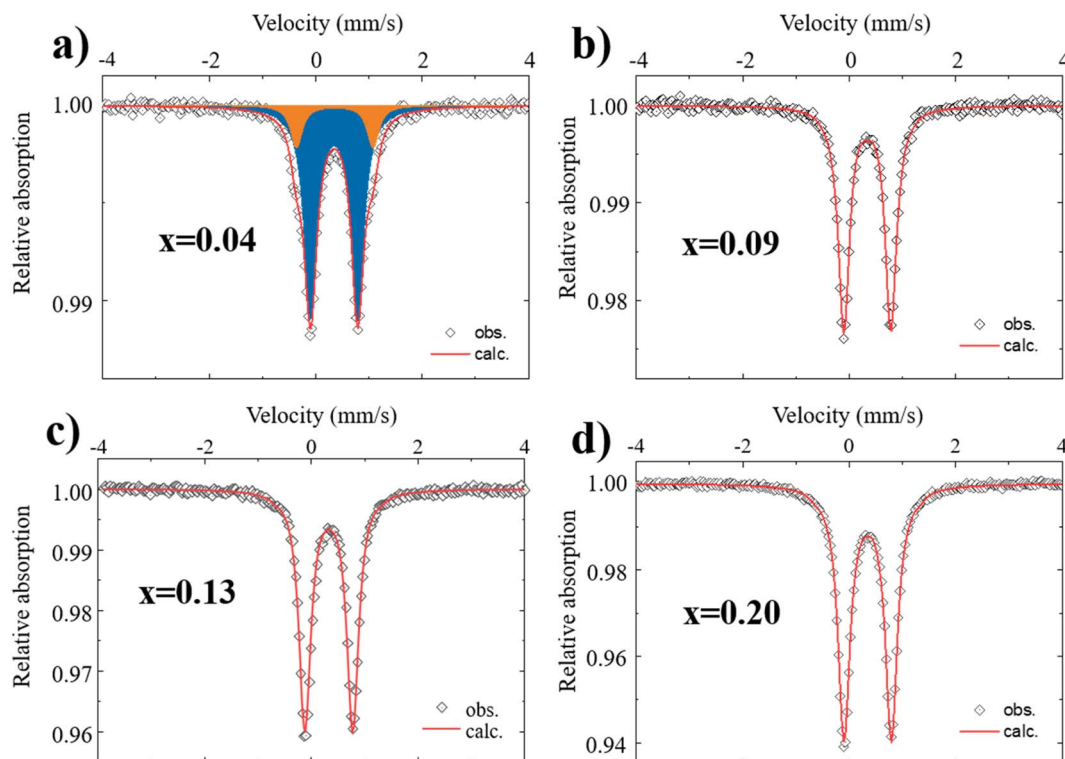 a)
Velocity (mm/s)
-4 -2 0 2 4
1.00
0.99
Relative absorption
x=0.04
obs.
calc.
b)
Velocity (mm/s)
-4 -2 0 2 4
1.00
0.99
0.98
Relative absorption
x=0.09
obs.
calc.
c)
Velocity (mm/s)
-4 -2 0 2 4
1.00
0.99
0.98
0.97
0.96
Relative absorption
x=0.13
obs.
calc.
d)
Velocity (mm/s)
-4 -2 0 2 4
1.00
0.98
0.96
0.94
Relative absorption
x=0.20
obs.
calc.